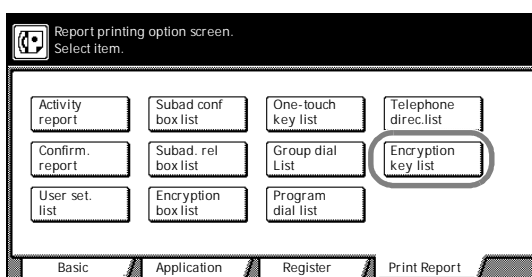 Report printing option screen.
Select item.
Activity
report
Subad conf
box list
One-touch
key list
Telephone
direc.list
Confirm.
report
Subad. rel
box list
Group dial
List
Encryption
key list
User set.
list
Encryption
box list
Program
dial list
Basic
Application
Register
Print Report